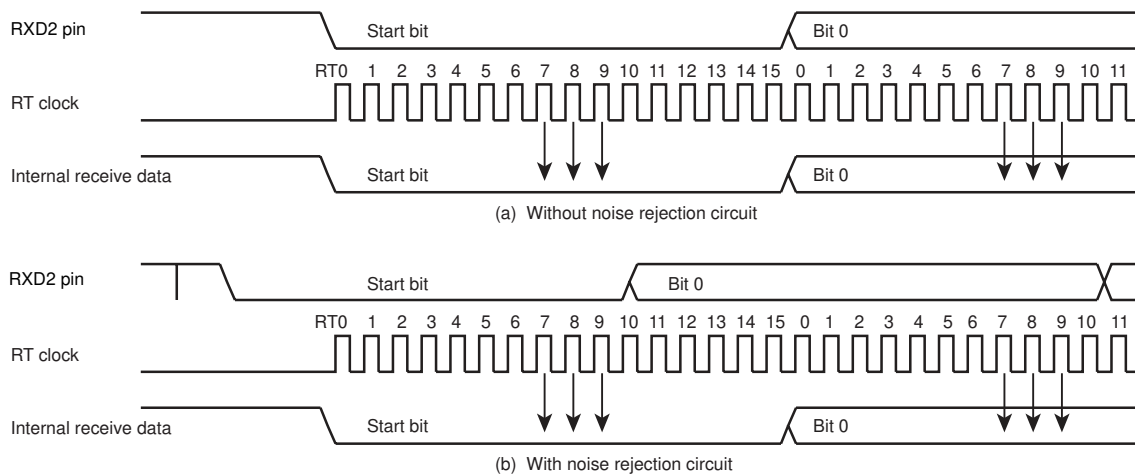 RXD2 pin Start bit Bit 0
RT0 1 2 3 4 5 6 7 8 9 10 11 12 13 14 15 0 1 2 3 4 5 6 7 8 9 10 11
RT clock
Internal receive data Start bit Bit 0
(a) Without noise rejection circuit
RXD2 pin Start bit Bit 0
RT0 1 2 3 4 5 6 7 8 9 10 11 12 13 14 15 0 1 2 3 4 5 6 7 8 9 10 11
RT clock
Internal receive data Start bit Bit 0
(b) With noise rejection circuit